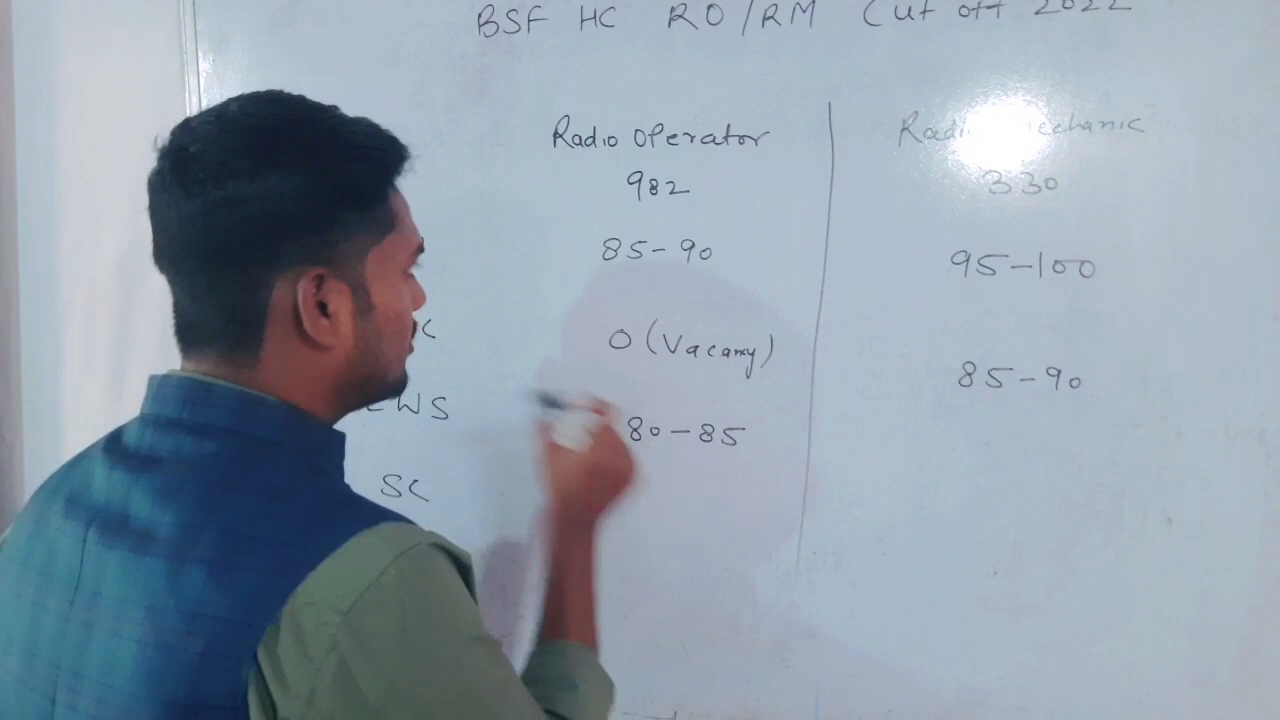 BSF HC RO/RM Cut off 2022
Radio Operator
982
330
85-90
95-100
0 (Vacamy)
85-90
EWS
80-85
SC